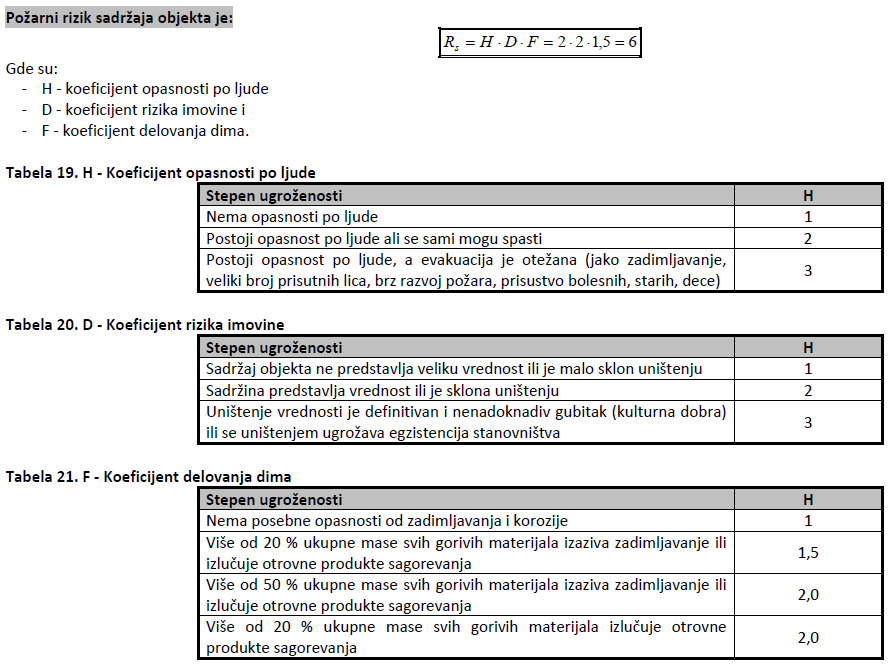 Požarni rizik sadržaja objekta je:
R_s = H · D · F = 2 · 2 · 1,5 = 6
Gde su:
- H - koeficijent opasnosti po ljude
- D - koeficijent rizika imovine i
- F - koeficijent delovanja dima.
Tabela 19. H - Koeficijent opasnosti po ljude
Stepen ugroženosti H
Nema opasnosti po ljude 1
Postoji opasnost po ljude ali se sami mogu spasti 2
Postoji opasnost po ljude, a evakuacija je otežana (jako zadimljavanje,
veliki broj prisutnih lica, brz razvoj požara, prisustvo bolesnih, starih, dece) 3
Tabela 20. D - Koeficijent rizika imovine
Stepen ugroženosti H
Sadržaj objekta ne predstavlja veliku vrednost ili je malo sklon uništenju 1
Sadržina predstavlja vrednost ili je sklona uništenju 2
Uništenje vrednosti je definitivan i nenadoknadiv gubitak (kulturna dobra)
ili se uništenjem ugrožava egzistencija stanovništva 3
Tabela 21. F - Koeficijent delovanja dima
Stepen ugroženosti H
Nema posebne opasnosti od zadimljavanja i korozije 1
Više od 20 % ukupne mase svih gorivih materijala izaziva zadimljavanje ili
izlučuje otrovne produkte sagorevanja 1,5
Više od 50 % ukupne mase svih gorivih materijala izaziva zadimljavanje ili
izlučuje otrovne produkte sagorevanja 2,0
Više od 20 % ukupne mase svih gorivih materijala izlučuje otrovne
produkte sagorevanja 2,0